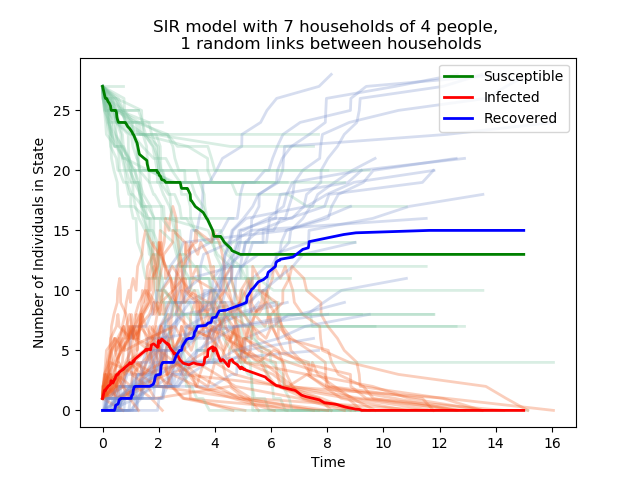 SIR model with 7 households of 4 people,
1 random links between households
Susceptible
Infected
Recovered
Number of Individuals in State
25
20
15
10
5
0
0 2 4 6 8 10 12 14 16
Time